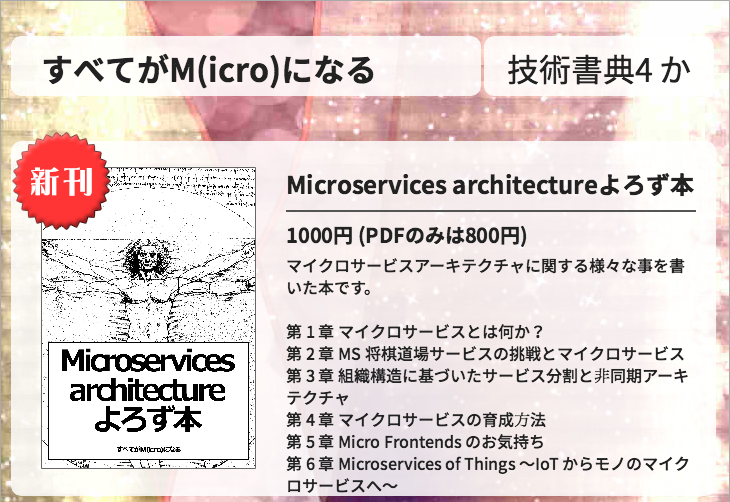 すべてがM(icro)になる
技術書典4 か
新刊
Microservices architectureよろず本
1000円 (PDFのみは800円)
マイクロサービスアーキテクチャに関する様々な事を書
いた本です。
第1章 マイクロサービスとは何か？
第2章 MS 将棋道場サービスの挑戦とマイクロサービス
第3章 組織構造に基づいたサービス分割と非同期アーキ
テクチャ
第4章 マイクロサービスの育成方法
第5章 Micro Frontends のお気持ち
第6章 Microservices of Things 〜IoT からモノのマイク
ロサービスへ〜
Microservices
architecture
よろず本
すべてがM(icro)になる